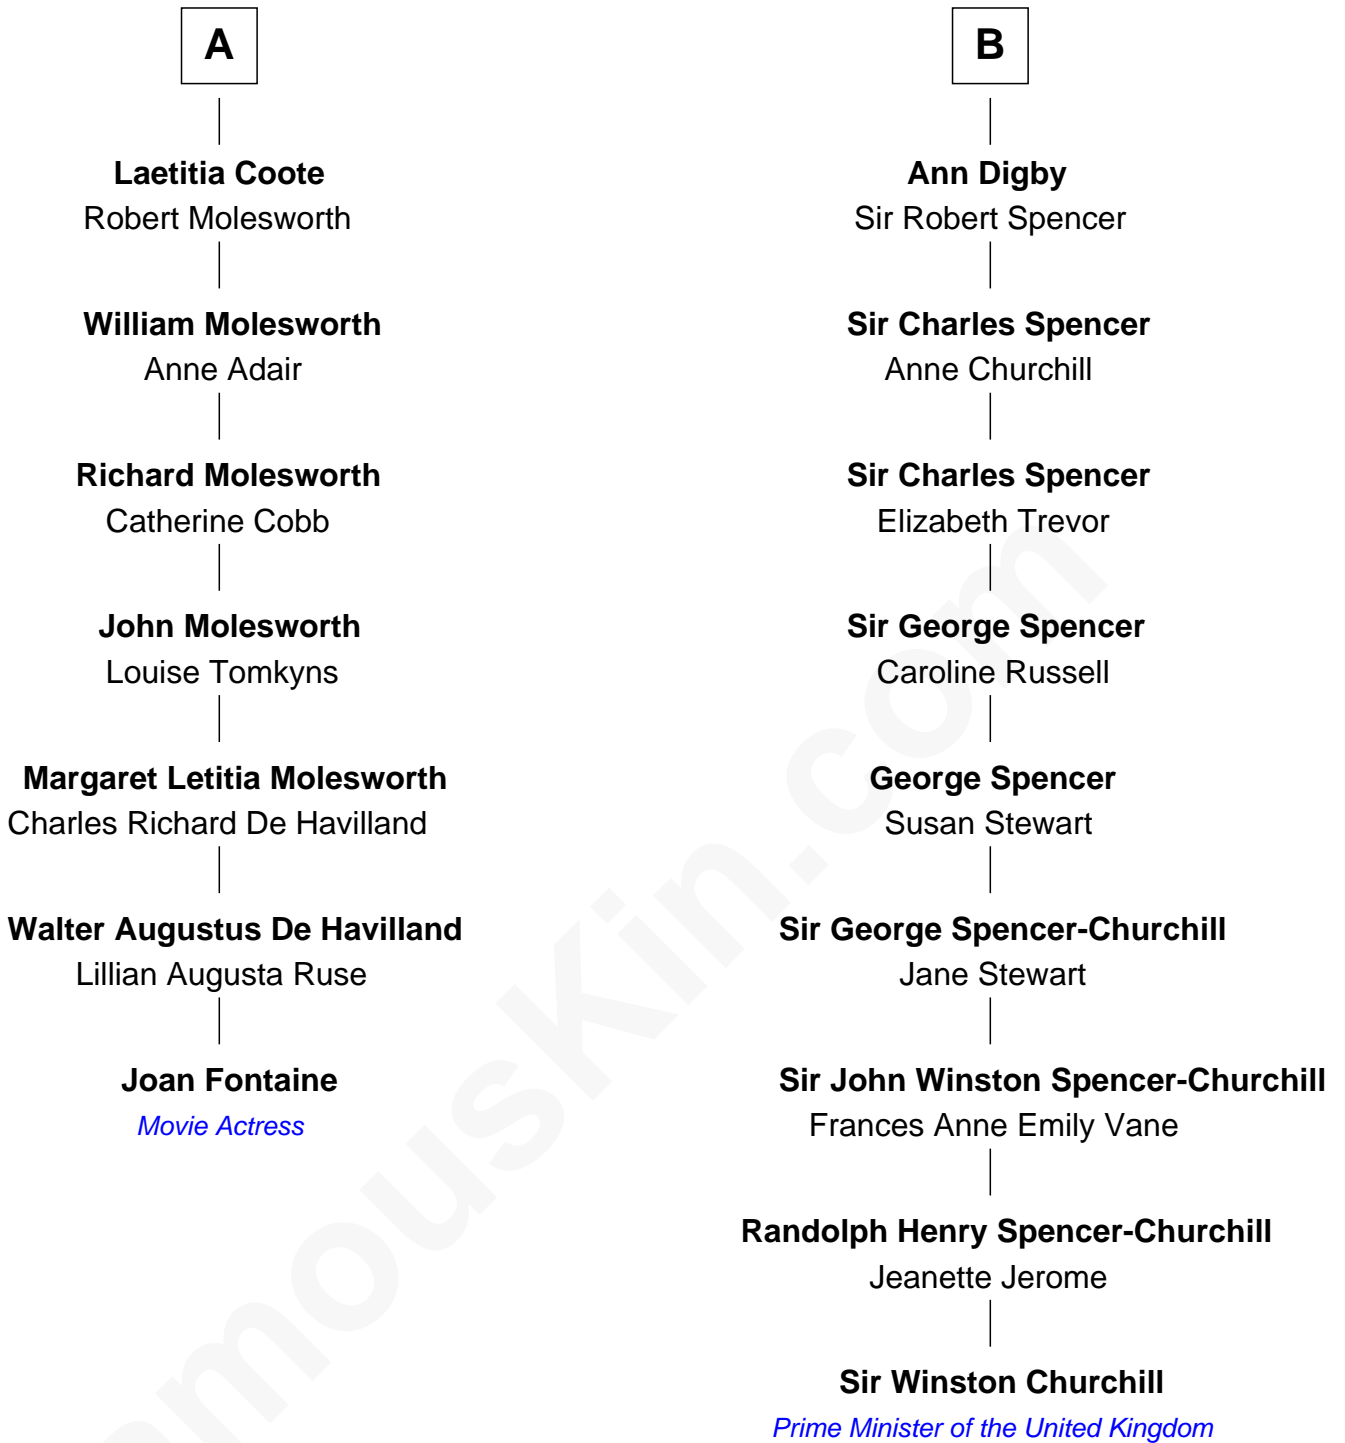 A
Laetitia Coote
Robert Molesworth
William Molesworth
Anne Adair
Richard Molesworth
Catherine Cobb
John Molesworth
Louise Tomkyns
Margaret Letitia Molesworth
Charles Richard De Havilland
Walter Augustus De Havilland
Lillian Augusta Ruse
Joan Fontaine
Movie Actress
B
Ann Digby
Sir Robert Spencer
Sir Charles Spencer
Anne Churchill
Sir Charles Spencer
Elizabeth Trevor
Sir George Spencer
Caroline Russell
George Spencer
Susan Stewart
Sir George Spencer-Churchill
Jane Stewart
Sir John Winston Spencer-Churchill
Frances Anne Emily Vane
Randolph Henry Spencer-Churchill
Jeanette Jerome
Sir Winston Churchill
Prime Minister of the United Kingdom
amouskin.com